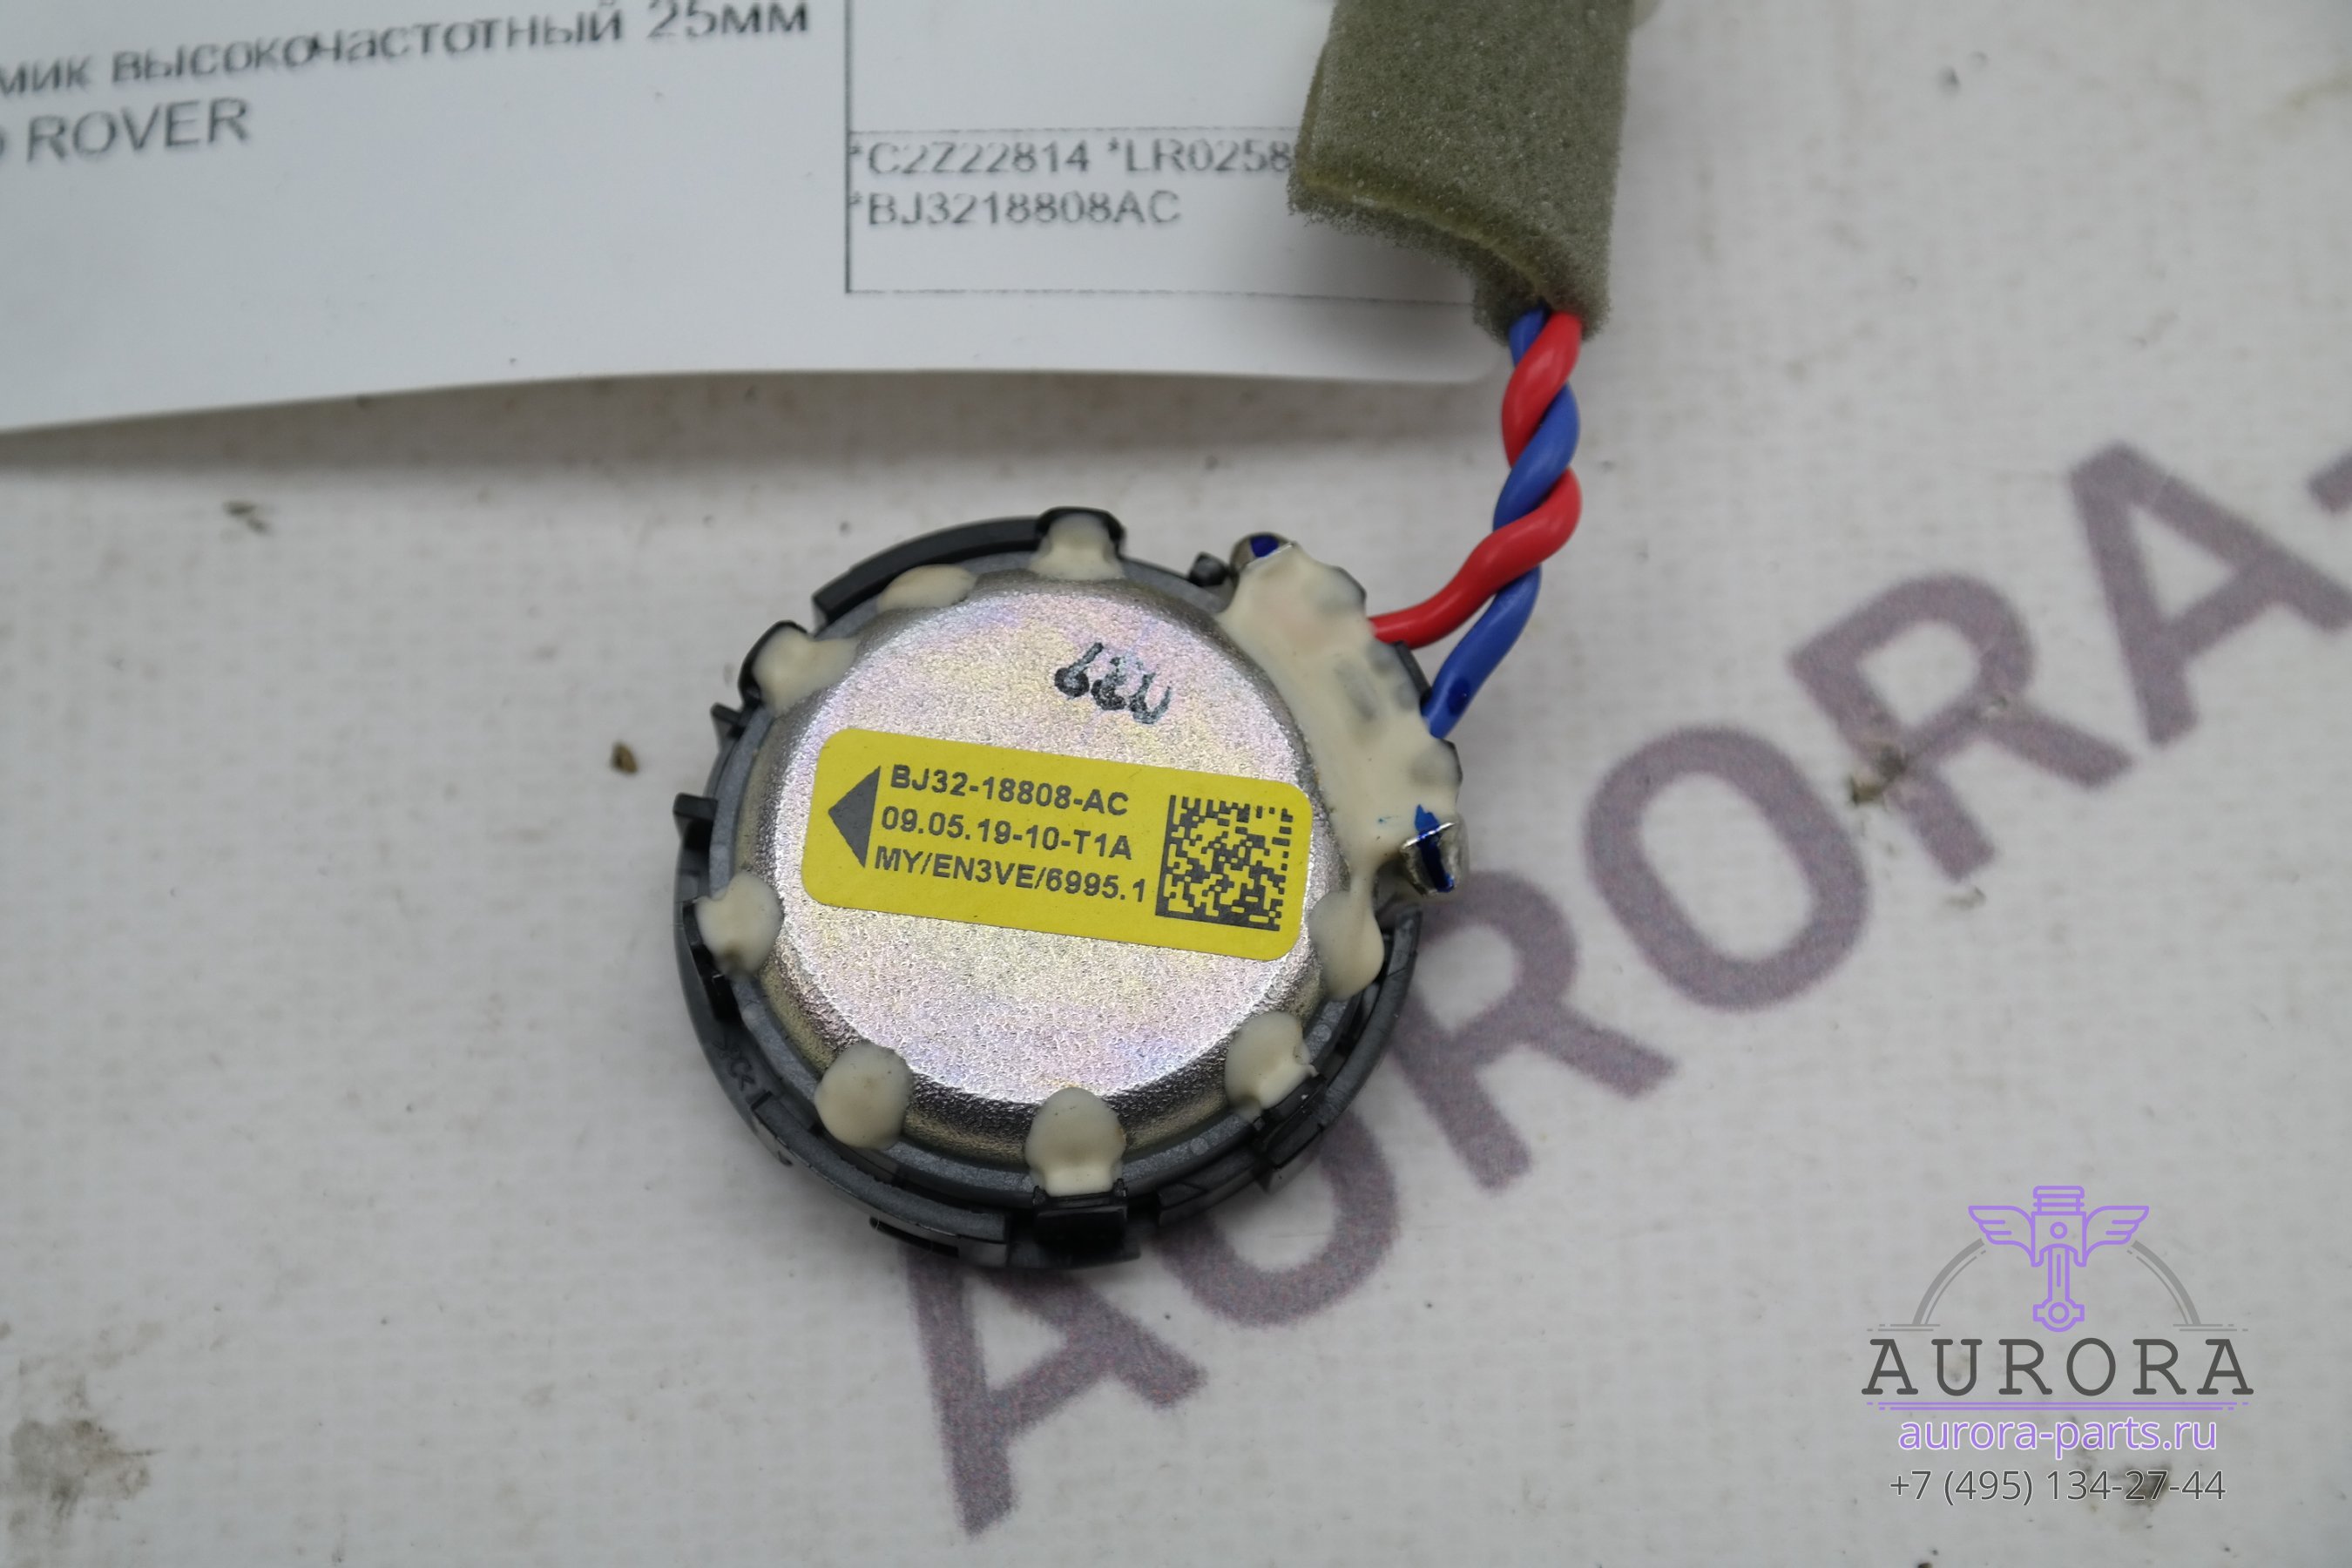 мик высокочастотный 25мм
ROVER
*C2Z22814 *LR0258
*BJ3218808AC
BJ32-18808-AC
09.05.19-10-T1A
MY/EN3VE/6995.1
AURORA-
AURORA
aurora-parts.ru
+7 (495) 134-27-44